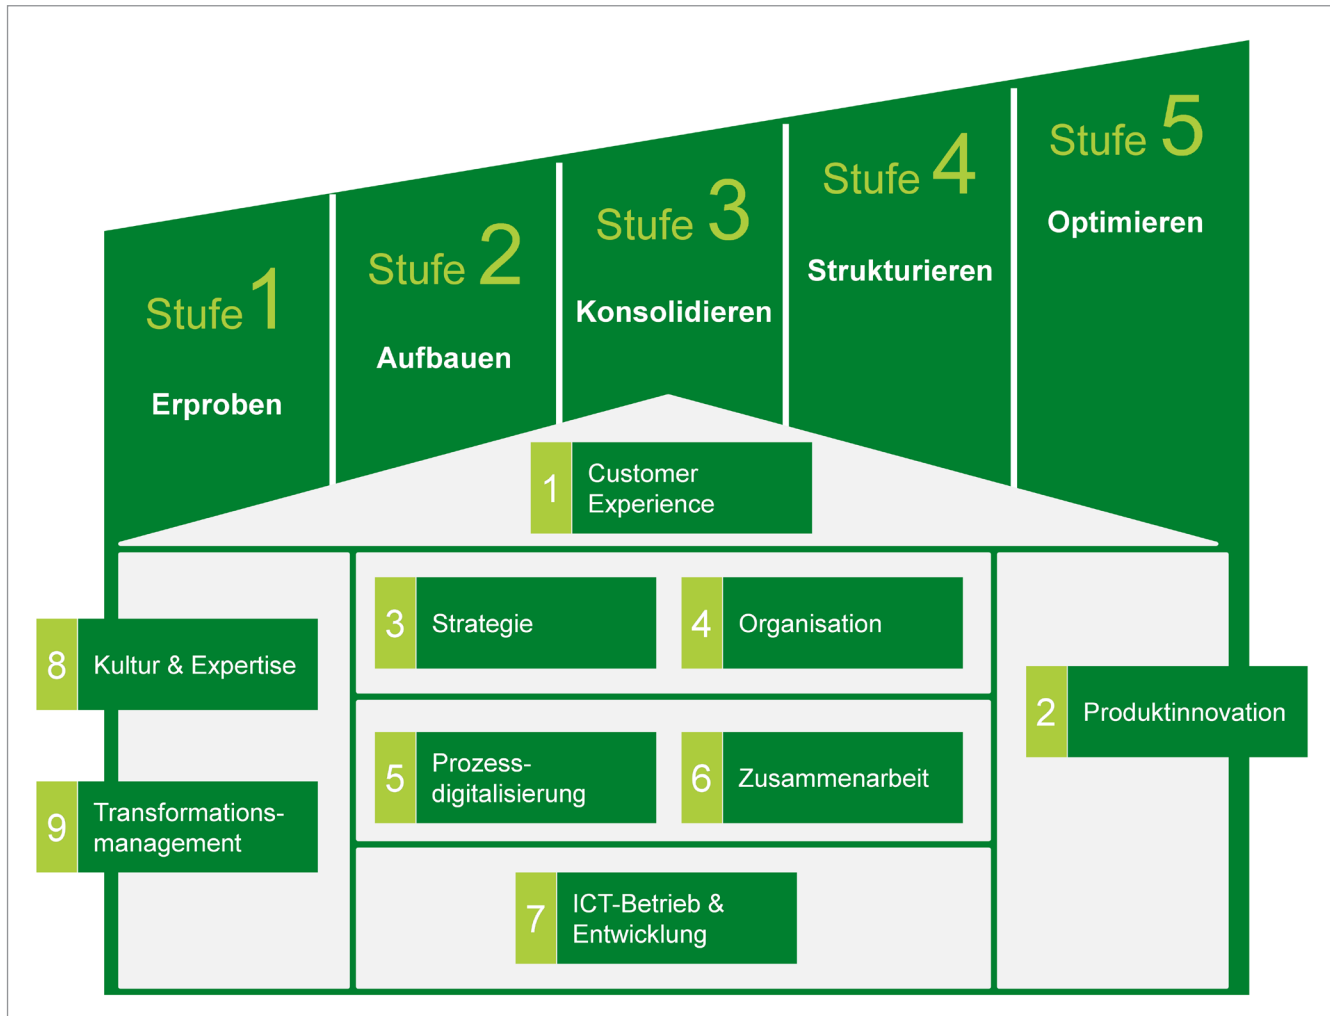 Stufe 1
Erproben
Stufe 2
Aufbauen
Stufe 3
Konsolidieren
Stufe 4
Strukturieren
Stufe 5
Optimieren
1
Customer
Experience
3
Strategie
4
Organisation
8
Kultur & Expertise
2
Produktinnovation
5
Prozess-
digitalisierung
6
Zusammenarbeit
9
Transformations-
management
7
ICT-Betrieb &
Entwicklung